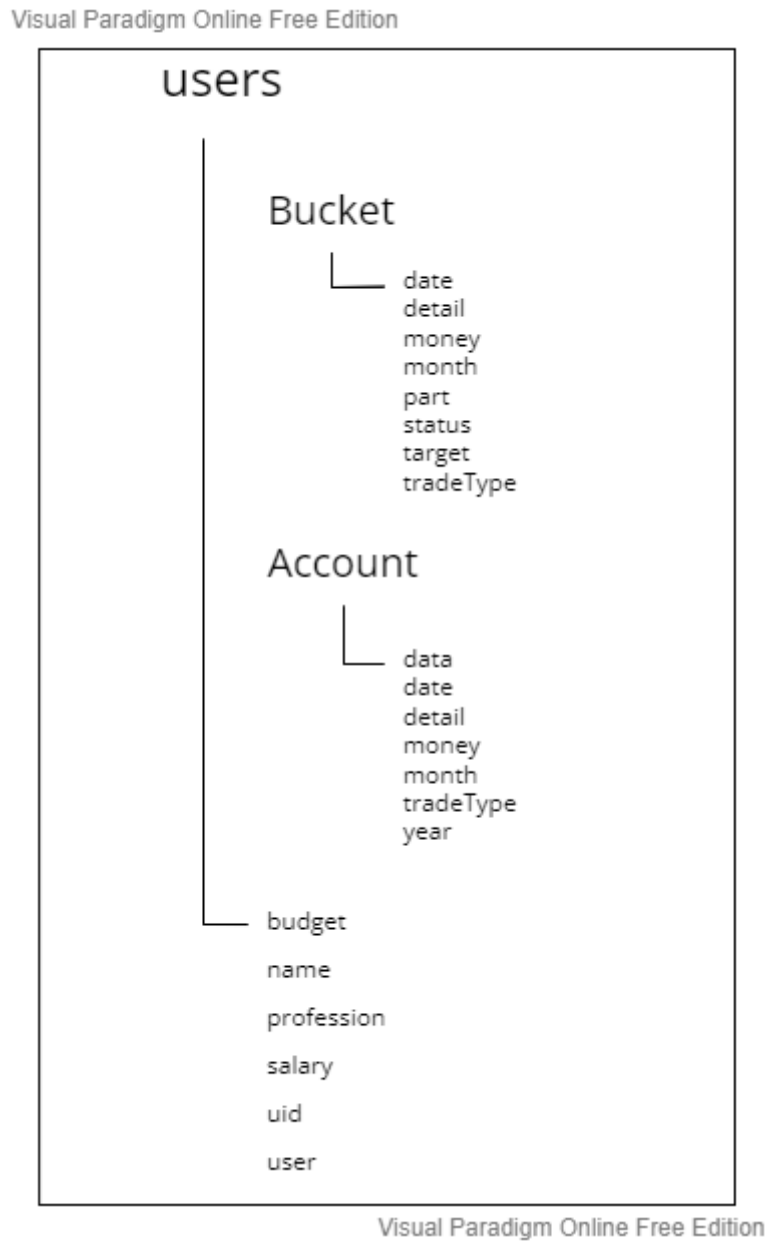 Visual Paradigm Online Free Edition
users
Bucket
date
detail
money
month
part
status
target
tradeType
Account
data
date
detail
money
month
tradeType
year
budget
name
profession
salary
uid
user
Visual Paradigm Online Free Edition